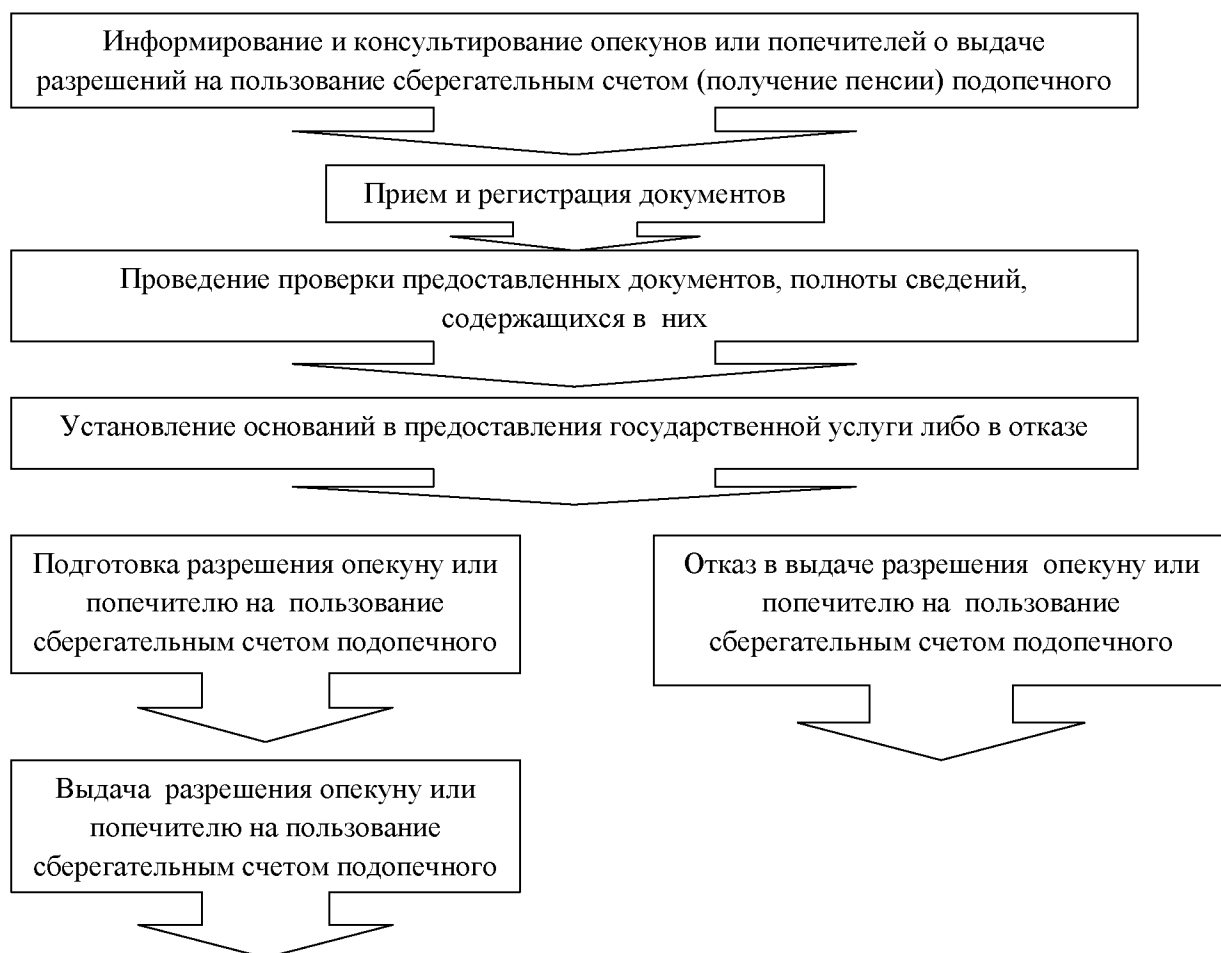 Информирование и консультирование опекунов или попечителей о выдаче
разрешений на пользование сберегательным счетом (получение пенсии) подопечного
Прием и регистрация документов
Проведение проверки предоставленных документов, полноты сведений,
содержащихся в них
Установление оснований в предоставления государственной услуги либо в отказе
Подготовка разрешения опекуну или
попечителю на пользование
сберегательным счетом подопечного
Отказ в выдаче разрешения опекуну или
попечителю на пользование
сберегательным счетом подопечного
Выдача разрешения опекуну или
попечителю на пользование
сберегательным счетом подопечного